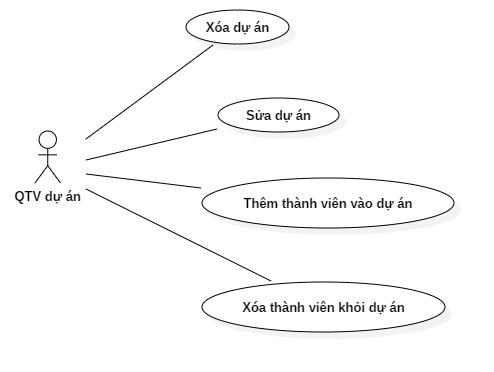 Xóa dự án
Sửa dự án
QTV dự án
Thêm thành viên vào dự án
Xóa thành viên khỏi dự án